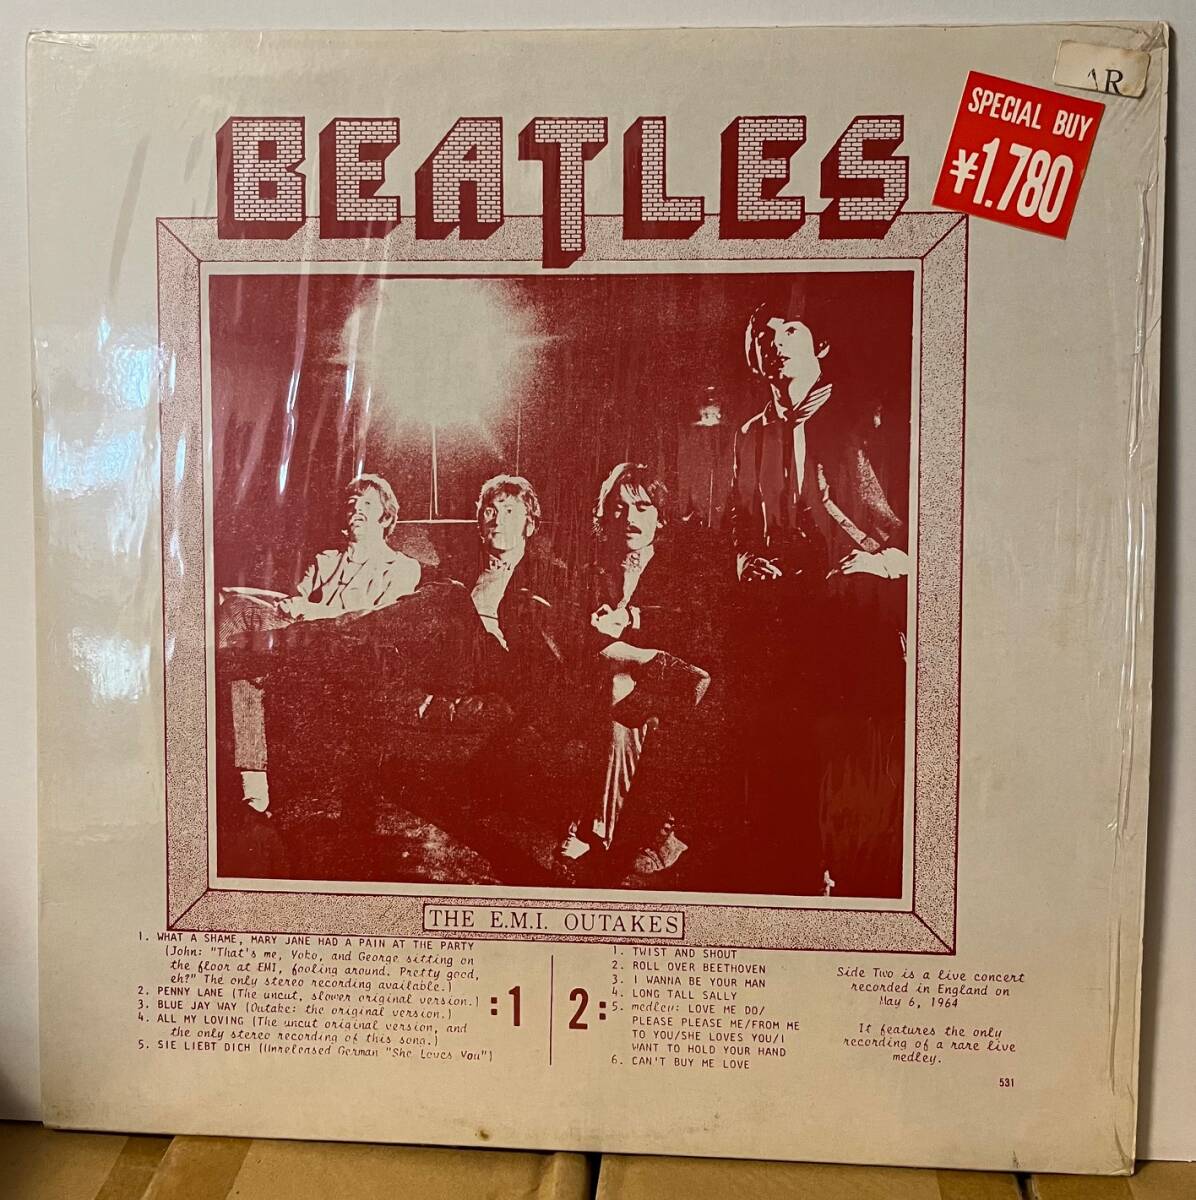 BEATLES
AR
SPECIAL BUY
¥1.780
THE E.M.I. OUTAKES
1. WHAT A SHAME, MARY JANE HAD A PAIN AT THE PARTY
(John: "That's me, Yoko, and George sitting on
the floor at EMI, fooling around. Pretty good,
eh?" The only stereo recording available.)
2. PENNY LANE (The uncut, slower original version.)
3. BLUE JAY WAY (Outake: the original version.)
4. ALL MY LOVING (The uncut original version, and
the only stereo recording of this song.)
5. SIE LIEBT DICH (Unreleased German "She Loves You")
:1
2:
1. TWIST AND SHOUT
2. ROLL OVER BEETHOVEN
3. I WANNA BE YOUR MAN
4. LONG TALL SALLY
5. medley: LOVE ME DO/
PLEASE PLEASE ME/FROM ME
TO YOU/SHE LOVES YOU/I
WANT TO HOLD YOUR HAND
6. CAN'T BUY ME LOVE
Side Two is a live concert
recorded in England on
May 6, 1964
It features the only
recording of a rare live
medley.
531